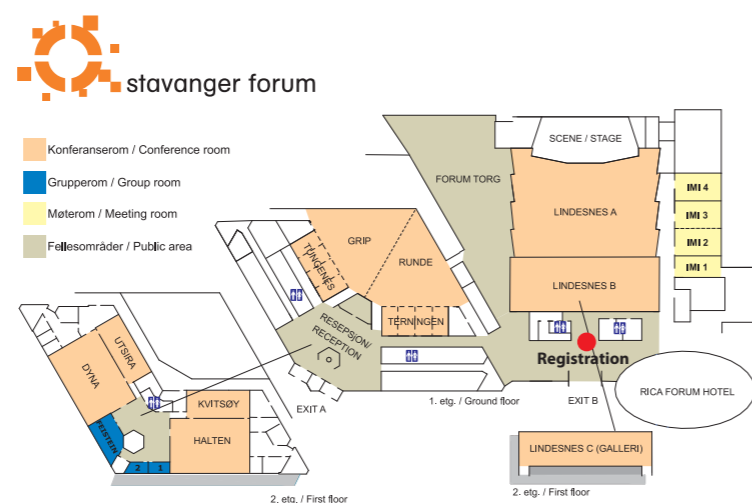 stavanger forum
Konferanserom / Conference room
Grupperom / Group room
Møterom / Meeting room
Fellesområder / Public area
SCENE / STAGE
FORUM TORG
LINDESNES A
IMI 4
IMI 3
IMI 2
IMI 1
LINDESNES B
GRIP
RUNDE
TUNGENES
TERNINGEN
RESEPSJON/
RECEPTION
Registration
EXIT A
1. etg. / Ground floor
EXIT B
RICA FORUM HOTEL
UTSIRA
DYNA
KVITSØY
HALTEN
FEISTEIN
2
1
2. etg. / First floor
LINDESNES C (GALLERI)
2. etg. / First floor